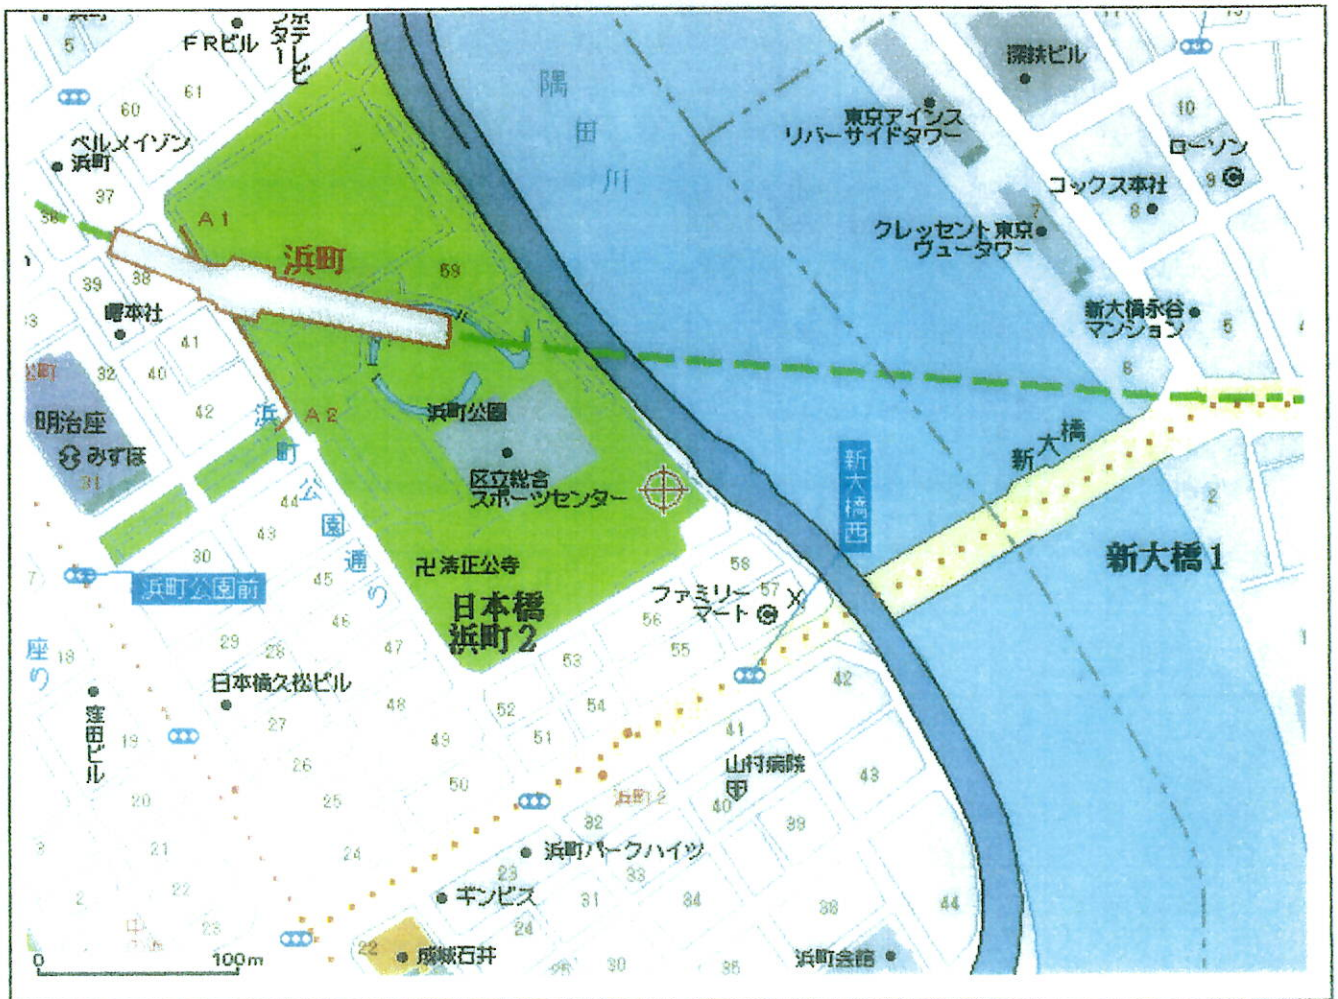 5
FRビル
60
61
ベルメイゾン
浜町
97
A1
浜町
59
39
38
曙本社
41
32
40
42
明治座
みずほ
31
A2
浜町公園
区立総合
スポーツセンター
浜町公園通り
44
43
30
45
46
47
浜町公園前
清正公寺
日本橋
浜町2
29
28
18
日本橋久松ビル
48
27
窪田ビル
19
26
49
50
51
52
53
54
55
56
57
58
ファミリー
マート
20
25
21
24
22
隅田川
深鉄ビル
東京アイシス
リバーサイドタワー
10
ローソン
9
コックス本社
8
7
クレッセント東京
ヴュータワー
新大橋永谷
マンション
5
6
新大橋
新大橋西
2
新大橋1
42
41
山村病院
40
43
浜町2
32
39
浜町パークハイツ
23
33
ギンビス
31
34
38
44
24
22
成城石井
30
35
浜町会館
0
100m